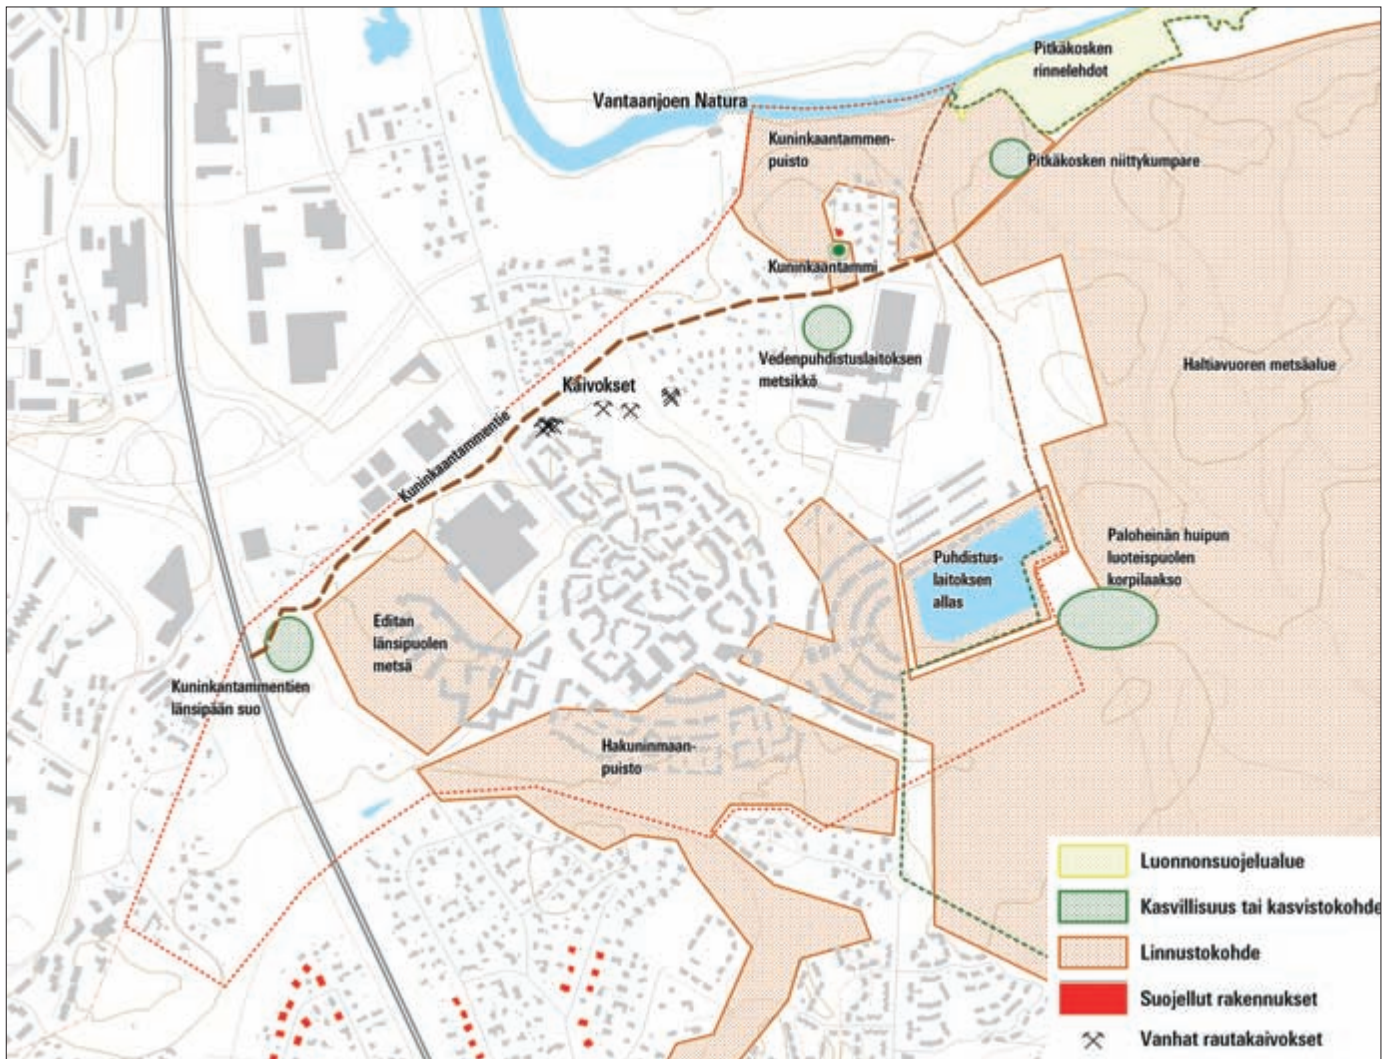 Pitkäkosken
rinnelehdot
Vantaanjoen Natura
Kuninkaantammen-
puisto
Pitkäkosken niittykumpare
Kuninkaantammi
Vedenpuhdistuslaitoksen
metsikkö
Haltiavuoren metsäalue
Kaivokset
Kuninkaantammentie
Paloheinän huipun
luoteispuolen
korpilaakso
Puhdistus-
laitoksen
allas
Editan
länsipuolen
metsä
Kuninkantammentien
länsipään suo
Hakuninmaan-
puisto
Luonnonsuojelualue
Kasvillisuus tai kasvistokohde
Linnustokohde
Suojellut rakennukset
Vanhat rautakaivokset